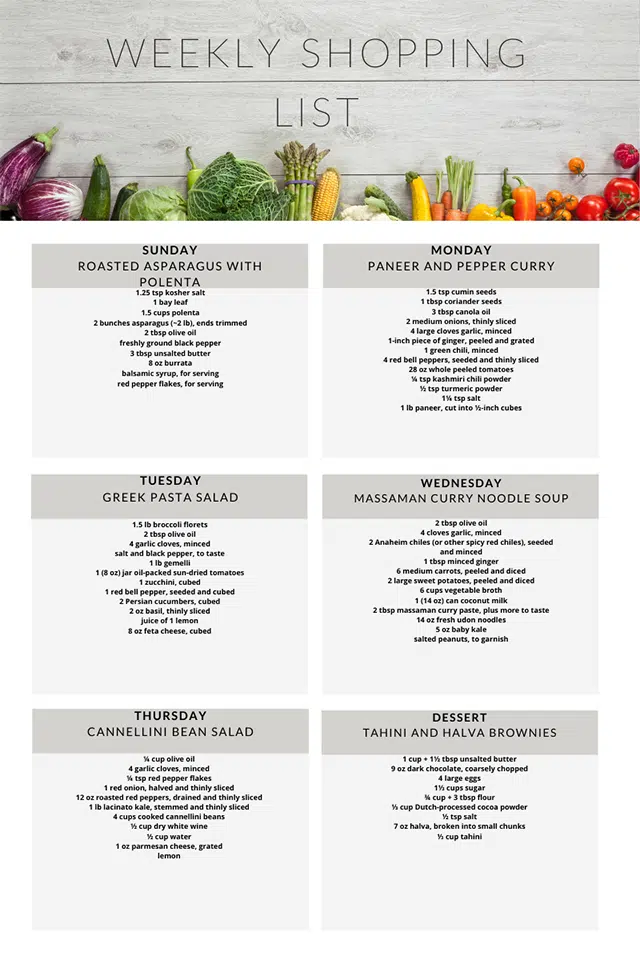 WEEKLY SHOPPING
LIST
SUNDAY
ROASTED ASPARAGUS WITH
POLENTA
1.25 tsp kosher salt
1 bay leaf
1.5 cups polenta
2 bunches asparagus (~2 lb), ends trimmed
2 tbsp olive oil
freshly ground black pepper
3 tbsp unsalted butter
8 oz burrata
balsamic syrup, for serving
red pepper flakes, for serving
MONDAY
PANEER AND PEPPER CURRY
1.5 tsp cumin seeds
1 tbsp coriander seeds
3 tbsp canola oil
2 medium onions, thinly sliced
4 large cloves garlic, minced
1-inch piece of ginger, peeled and grated
1 green chili, minced
4 red bell peppers, seeded and thinly sliced
28 oz whole peeled tomatoes
¼ tsp kashmiri chili powder
½ tsp turmeric powder
1¼ tsp salt
1 lb paneer, cut into ½-inch cubes
TUESDAY
GREEK PASTA SALAD
1.5 lb broccoli florets
2 tbsp olive oil
4 garlic cloves, minced
salt and black pepper, to taste
1 lb gemelli
1 (8 oz) jar oil-packed sun-dried tomatoes
1 zucchini, cubed
1 red bell pepper, seeded and cubed
2 Persian cucumbers, cubed
2 oz basil, thinly sliced
juice of 1 lemon
8 oz feta cheese, cubed
WEDNESDAY
MASSAMAN CURRY NOODLE SOUP
2 tbsp olive oil
4 cloves garlic, minced
2 Anaheim chiles (or other spicy red chiles), seeded
and minced
1 tbsp minced ginger
6 medium carrots, peeled and diced
2 large sweet potatoes, peeled and diced
6 cups vegetable broth
1 (14 oz) can coconut milk
2 tbsp massaman curry paste, plus more to taste
14 oz fresh udon noodles
5 oz baby kale
salted peanuts, to garnish
THURSDAY
CANNELLINI BEAN SALAD
¼ cup olive oil
4 garlic cloves, minced
¼ tsp red pepper flakes
1 red onion, halved and thinly sliced
12 oz roasted red peppers, drained and thinly sliced
1 lb lacinato kale, stemmed and thinly sliced
4 cups cooked cannellini beans
½ cup dry white wine
½ cup water
1 oz parmesan cheese, grated
lemon
DESSERT
TAHINI AND HALVA BROWNIES
1 cup + 1½ tbsp unsalted butter
9 oz dark chocolate, coarsely chopped
4 large eggs
1⅓ cups sugar
¾ cup + 3 tbsp flour
⅓ cup Dutch-processed cocoa powder
½ tsp salt
7 oz halva, broken into small chunks
⅓ cup tahini